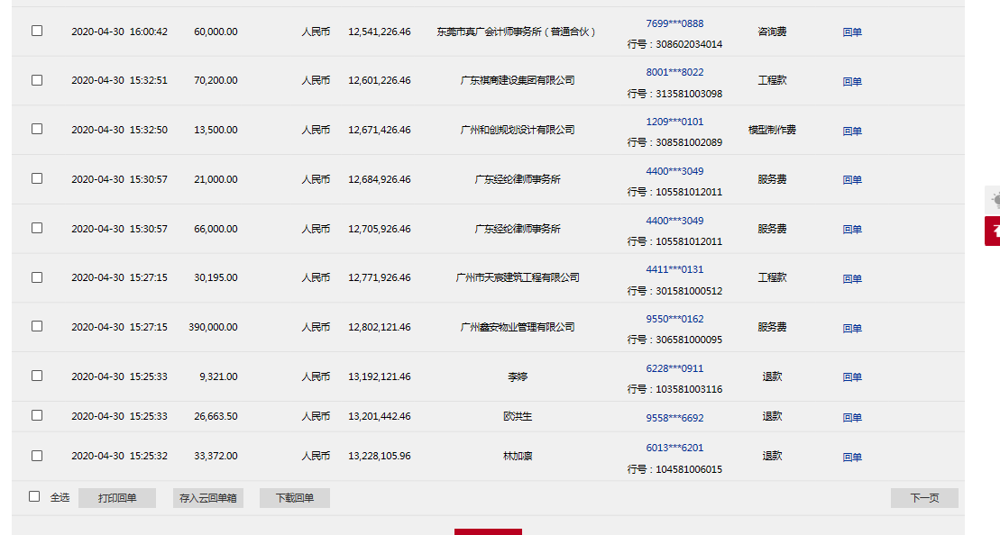 7699***0888
2020-04-30 16:00:42 60,000.00 人民币 12,541,226.46 东莞市真广会计师事务所（普通合伙） 咨询费 回单
行号：308602034014
8001***8022
2020-04-30 15:32:51 70,200.00 人民币 12,601,226.46 广东祺商建设集团有限公司 工程款 回单
行号：313581003098
1209***0101
2020-04-30 15:32:50 13,500.00 人民币 12,671,426.46 广州和创规划设计有限公司 模型制作费 回单
行号：308581002089
4400***3049
2020-04-30 15:30:57 21,000.00 人民币 12,684,926.46 广东经纶律师事务所 服务费 回单
行号：105581012011
4400***3049
2020-04-30 15:30:57 66,000.00 人民币 12,705,926.46 广东经纶律师事务所 服务费 回单
行号：105581012011
4411***0131
2020-04-30 15:27:15 30,195.00 人民币 12,771,926.46 广州市天宸建筑工程有限公司 工程款 回单
行号：301581000512
9550***0162
2020-04-30 15:27:15 390,000.00 人民币 12,802,121.46 广州鑫安物业管理有限公司 服务费 回单
行号：306581000095
6228***0911
2020-04-30 15:25:33 9,321.00 人民币 13,192,121.46 李婷 退款 回单
行号：103581003116
2020-04-30 15:25:33 26,663.50 人民币 13,201,442.46 欧洪生 9558***6692 退款 回单
6013***6201
2020-04-30 15:25:32 33,372.00 人民币 13,228,105.96 林加凛 退款 回单
行号：104581006015
全选 打印回单 存入云回单箱 下载回单 下一页